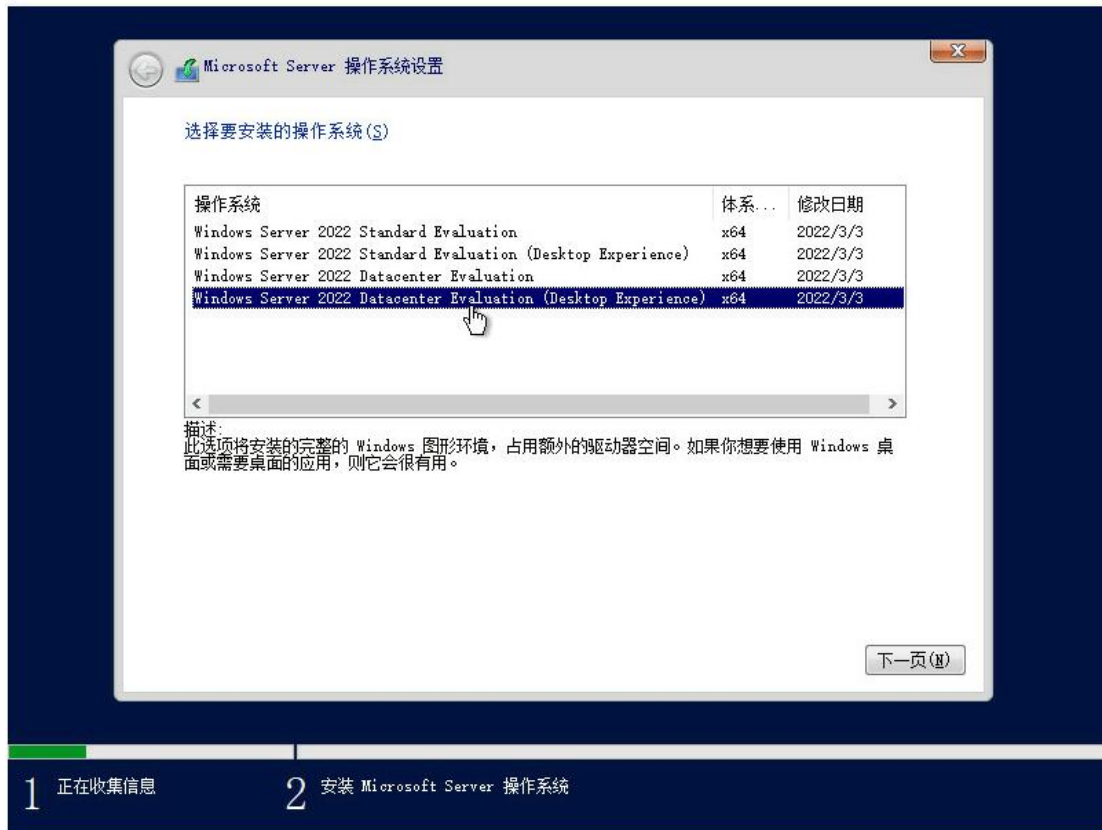 Microsoft Server 操作系统设置
选择要安装的操作系统(S)
操作系统 体系... 修改日期
Windows Server 2022 Standard Evaluation x64 2022/3/3
Windows Server 2022 Standard Evaluation (Desktop Experience) x64 2022/3/3
Windows Server 2022 Datacenter Evaluation x64 2022/3/3
Windows Server 2022 Datacenter Evaluation (Desktop Experience) x64 2022/3/3
描述:
此选项将安装的完整的 Windows 图形环境，占用额外的驱动器空间。如果你想要使用 Windows 桌
面或需要桌面的应用，则它会很有用。
下一页(N)
1 正在收集信息 2 安装 Microsoft Server 操作系统